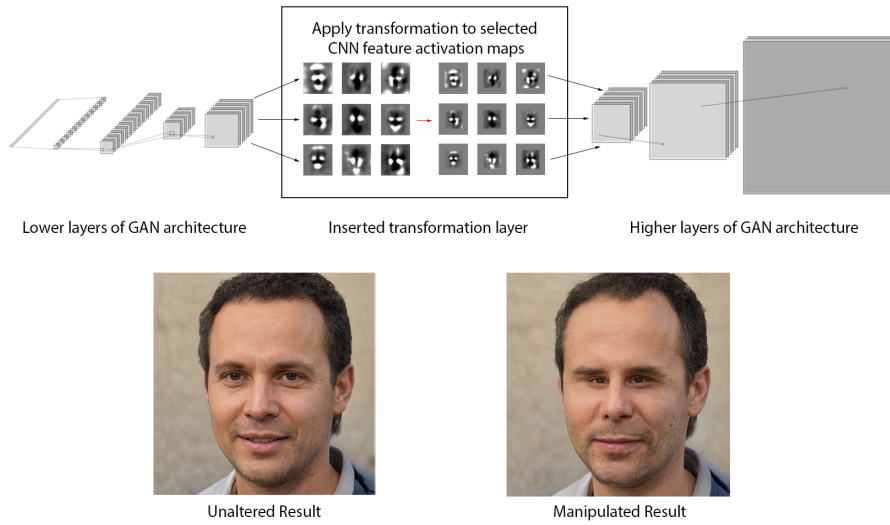 Apply transformation to selected
CNN feature activation maps
Lower layers of GAN architecture
Inserted transformation layer
Higher layers of GAN architecture
Unaltered Result
Manipulated Result